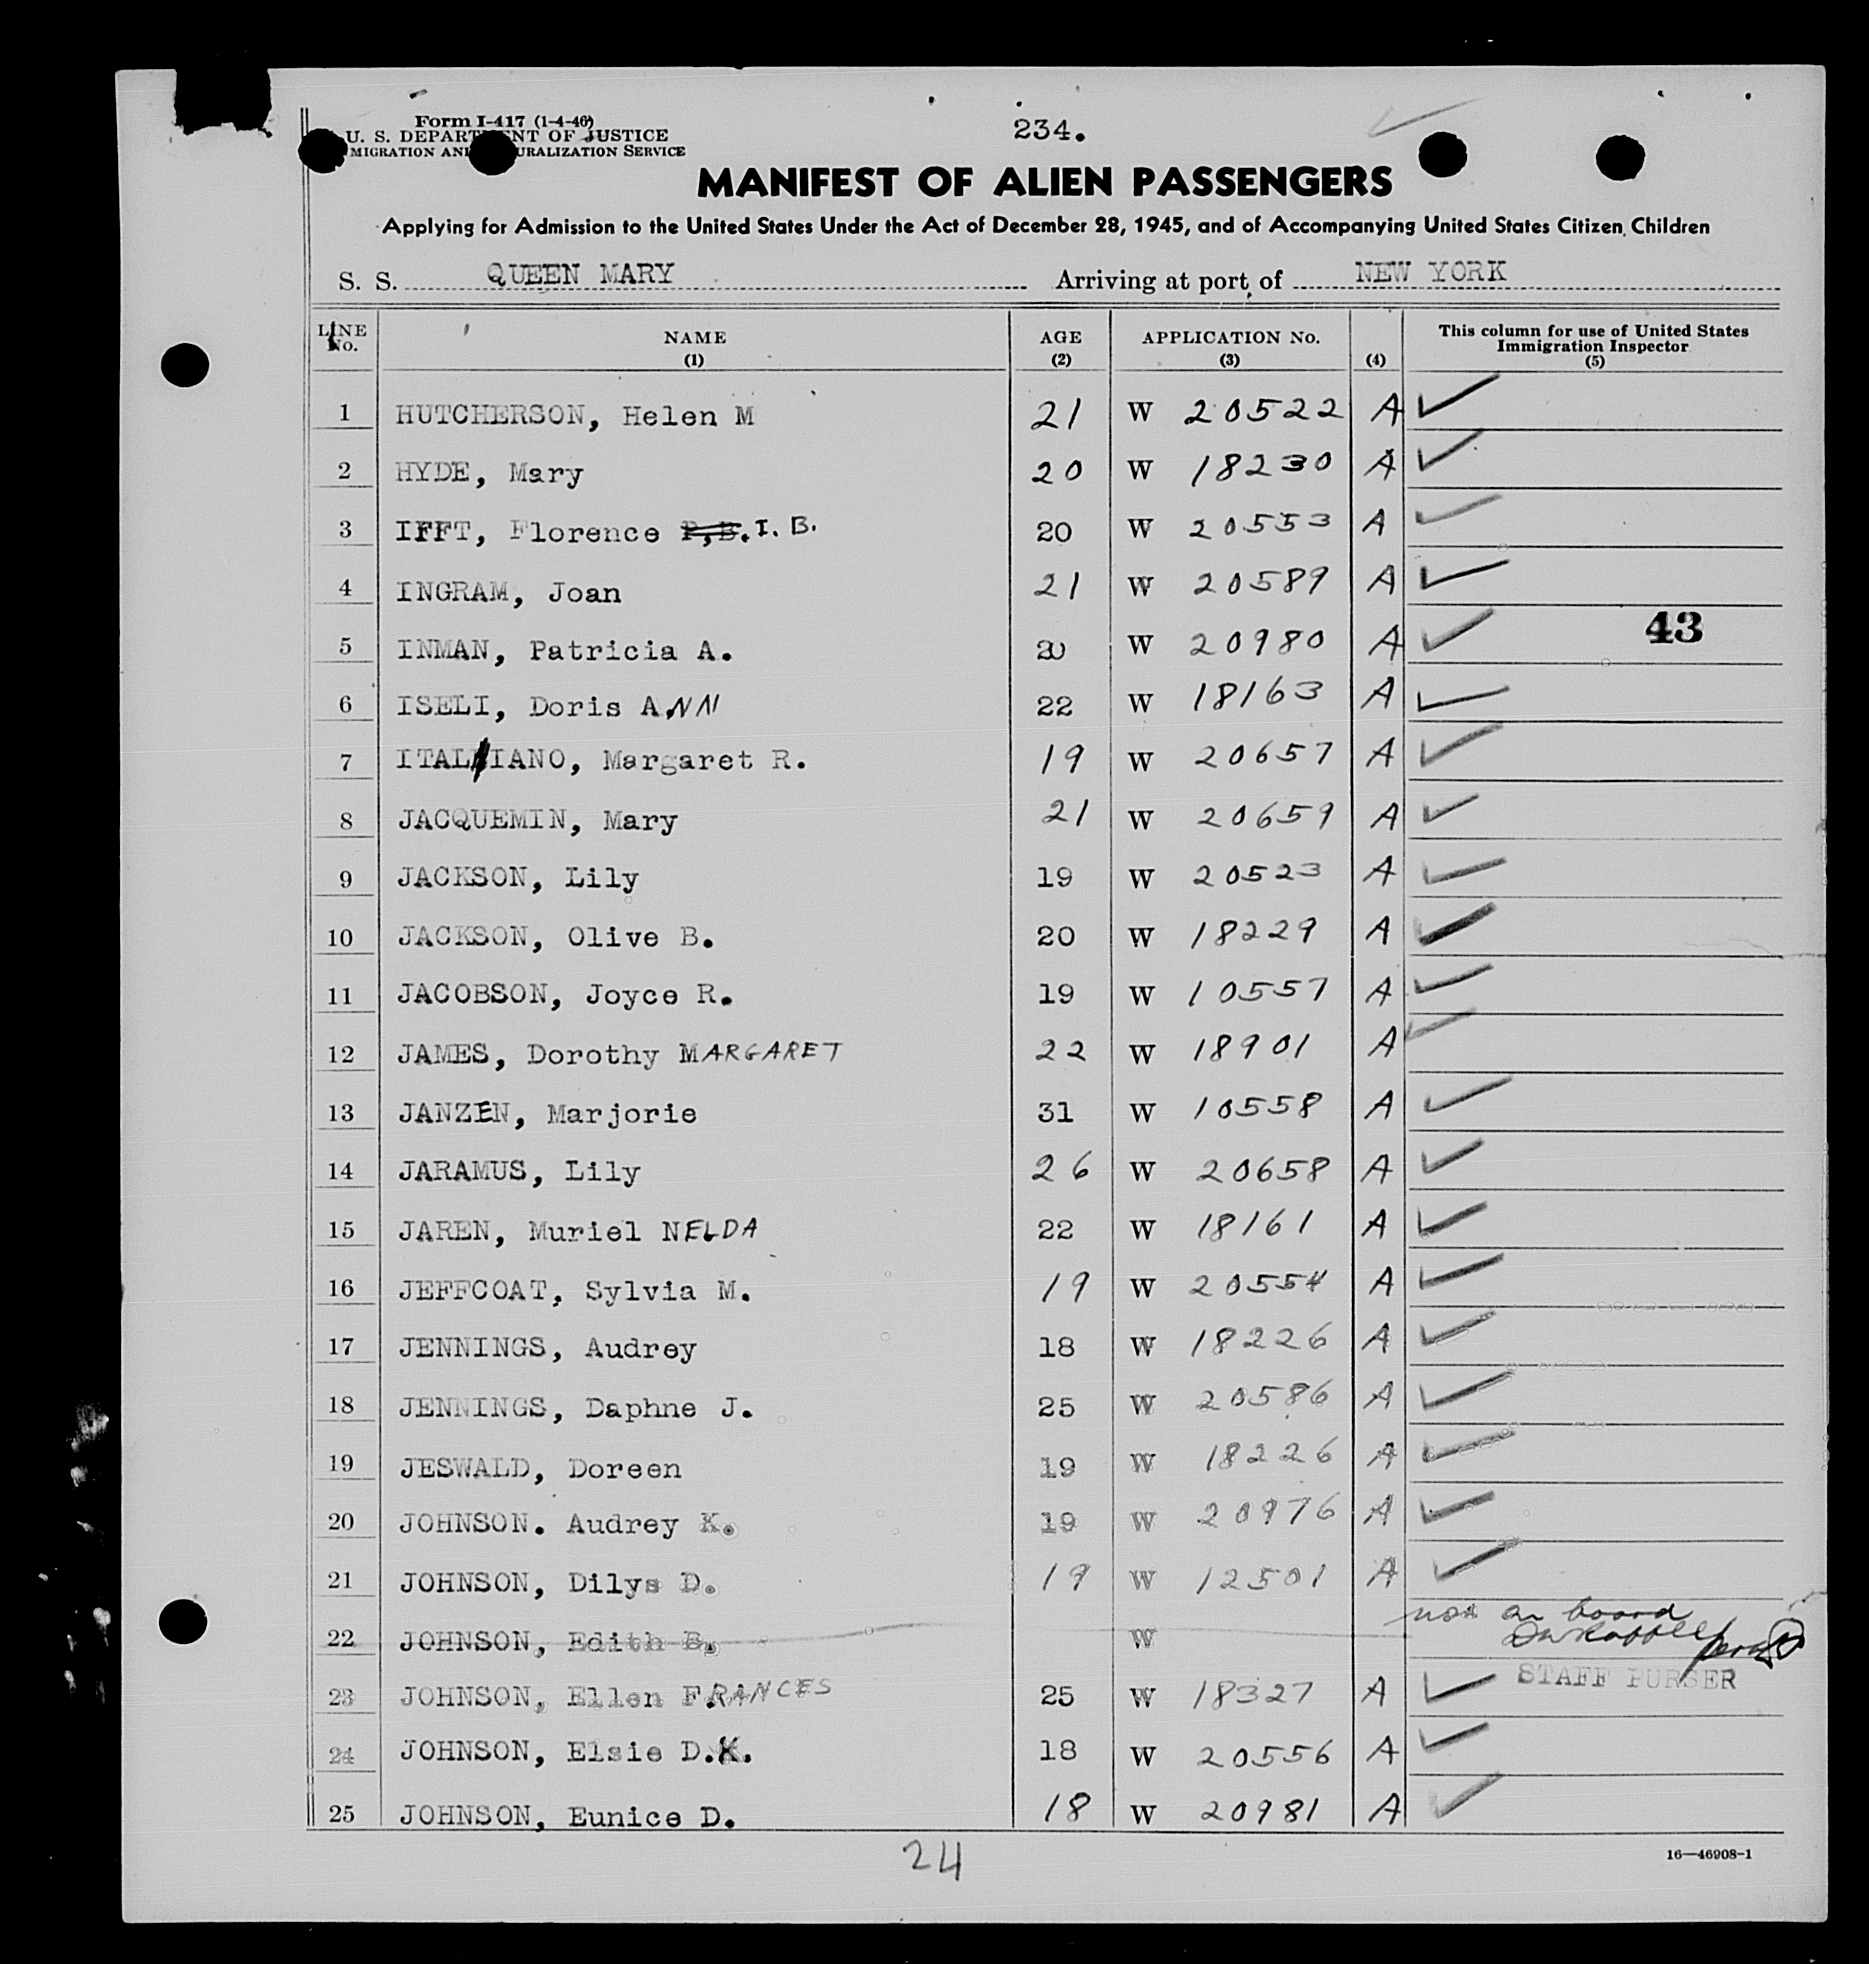 Form I-417 (1-4-46)
U. S. DEPARTMENT OF JUSTICE
MIGRATION AND NATURALIZATION SERVICE
234.
MANIFEST OF ALIEN PASSENGERS
Applying for Admission to the United States Under the Act of December 28, 1945, and of Accompanying United States Citizen Children
S. S. QUEEN MARY Arriving at port of NEW YORK
LINE No. NAME (1) AGE (2) APPLICATION No. (3) (4) This column for use of United States Immigration Inspector (5)
1 HUTCHERSON, Helen M 21 W 20522 A ✓
2 HYDE, Mary 20 W 18230 A ✓
3 IFFT, Florence P,B. I. B. 20 W 20553 A ✓
4 INGRAM, Joan 21 W 20589 A ✓
43
5 INMAN, Patricia A. 20 W 20980 A ✓
6 ISELI, Doris ANN 22 W 18163 A ✓
7 ITALIANO, Margaret R. 19 W 20657 A ✓
8 JACQUEMIN, Mary 21 W 20659 A ✓
9 JACKSON, Lily 19 W 20523 A ✓
10 JACKSON, Olive B. 20 W 18229 A ✓
11 JACOBSON, Joyce R. 19 W 10557 A ✓
12 JAMES, Dorothy MARGARET 22 W 18901 A ✓
13 JANZEN, Marjorie 31 W 10558 A ✓
14 JARAMUS, Lily 26 W 20658 A ✓
15 JAREN, Muriel NELDA 22 W 18161 A ✓
16 JEFFCOAT, Sylvia M. 19 W 20554 A ✓
17 JENNINGS, Audrey 18 W 18226 A ✓
18 JENNINGS, Daphne J. 25 W 20586 A ✓
19 JESWALD, Doreen 19 W 18226 A ✓
20 JOHNSON. Audrey K. 19 W 20976 A ✓
21 JOHNSON, Dilys D. 19 W 12501 A ✓
22 JOHNSON, Edith B. W not on board
STAFF PURSER
23 JOHNSON, Ellen FRANCES 25 W 18327 A ✓
24 JOHNSON, Elsie D.K. 18 W 20556 A ✓
25 JOHNSON, Eunice D. 18 W 20981 A ✓
24
16—46908-1